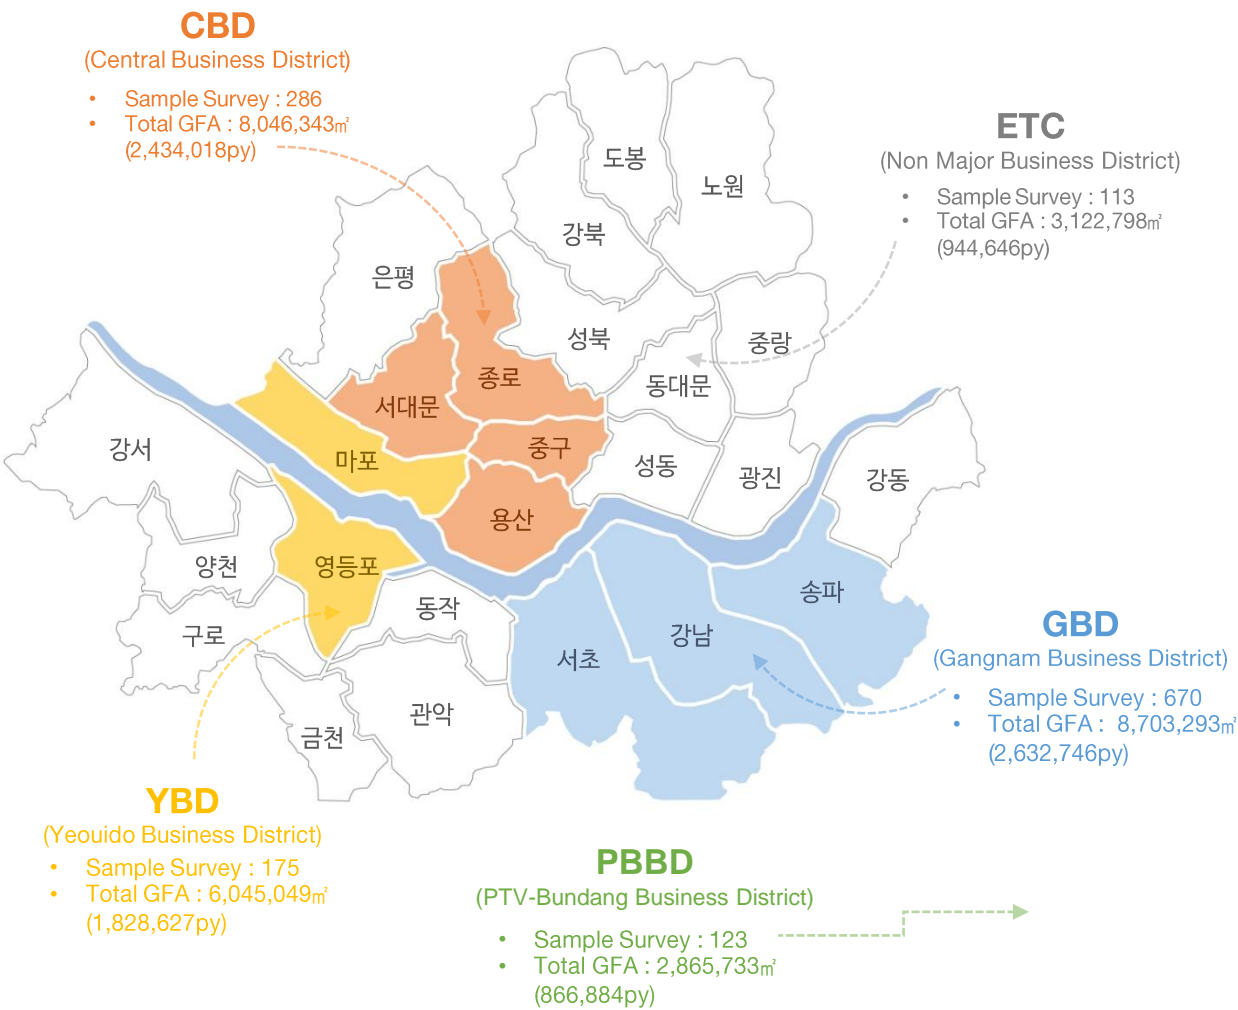 CBD
(Central Business District)
• Sample Survey : 286
• Total GFA : 8,046,343㎡
(2,434,018py)
ETC
(Non Major Business District)
• Sample Survey : 113
• Total GFA : 3,122,798㎡
(944,646py)
도봉
노원
강북
은평
성북
중랑
종로
동대문
서대문
강서
마포
중구
성동
광진
강동
용산
양천
영등포
송파
동작
구로
강남
서초
관악
금천
GBD
(Gangnam Business District)
• Sample Survey : 670
• Total GFA : 8,703,293㎡
(2,632,746py)
YBD
(Yeouido Business District)
• Sample Survey : 175
• Total GFA : 6,045,049㎡
(1,828,627py)
PBBD
(PTV-Bundang Business District)
• Sample Survey : 123
• Total GFA : 2,865,733㎡
(866,884py)